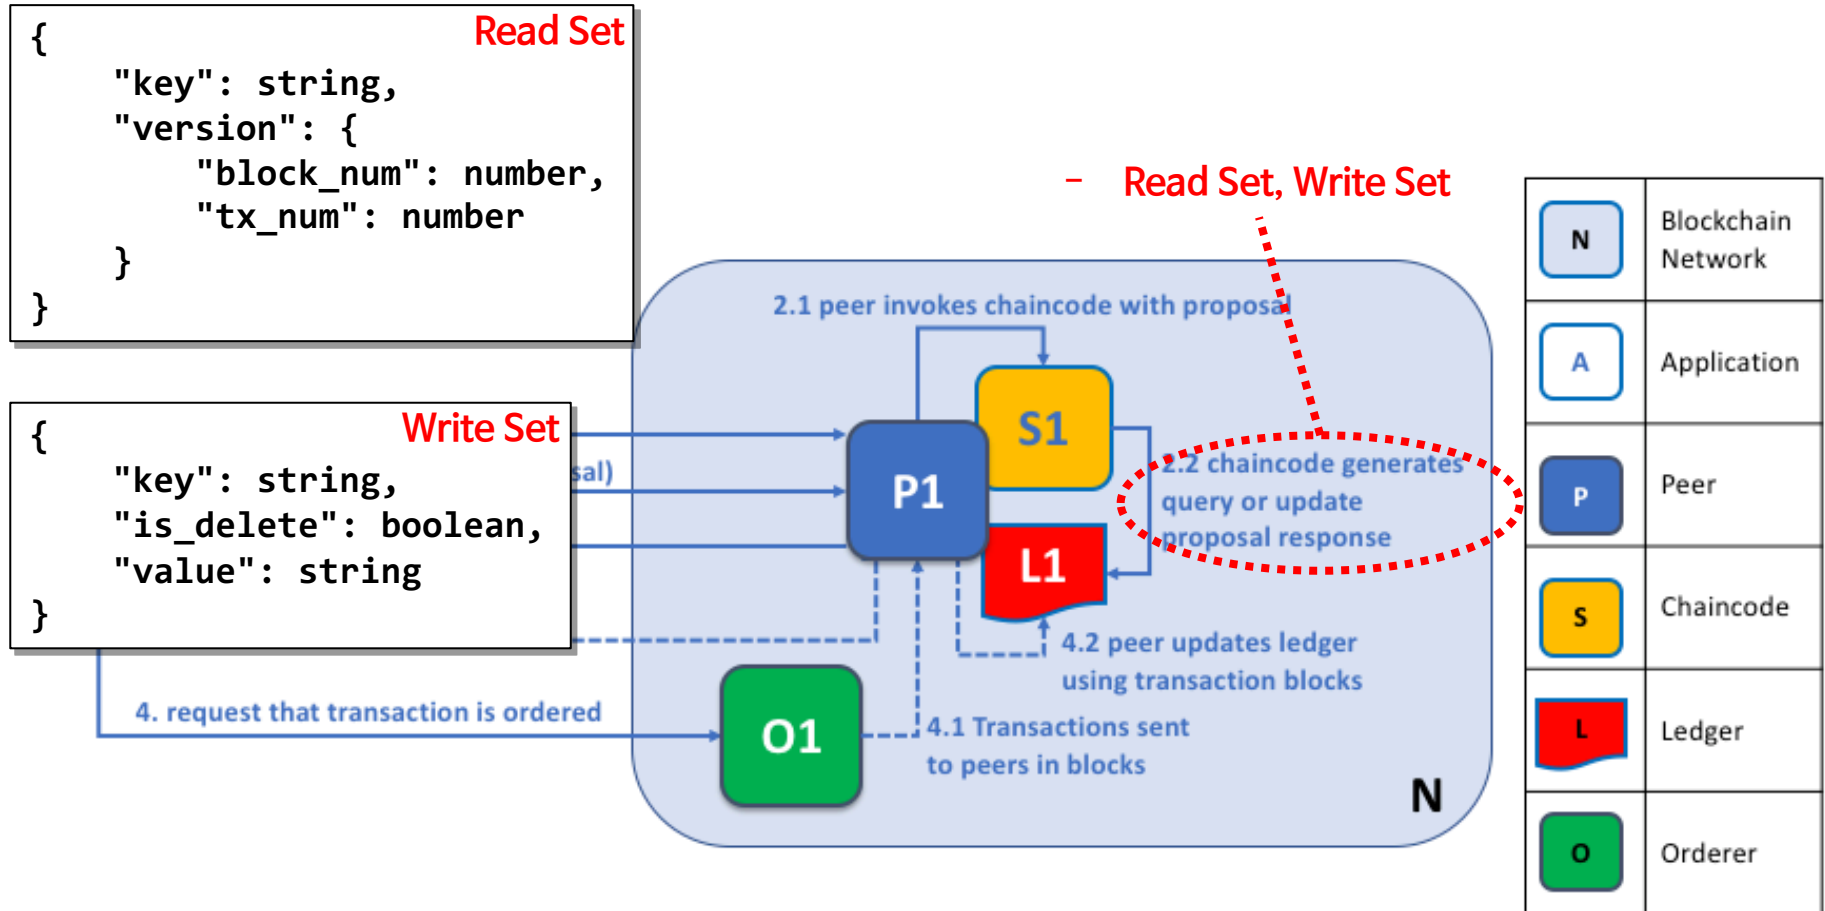 Read Set
{
"key": string,
"version": {
"block_num": number,
"tx_num": number
}
}
Write Set
{
"key": string,
"is_delete": boolean,
"value": string
}
- Read Set, Write Set
2.1 peer invokes chaincode with proposal
S1
P1
L1
sal)
2.2 chaincode generates
query or update
proposal response
4.2 peer updates ledger
using transaction blocks
4. request that transaction is ordered
O1
4.1 Transactions sent
to peers in blocks
N
N
Blockchain
Network
A
Application
P
Peer
S
Chaincode
L
Ledger
O
Orderer